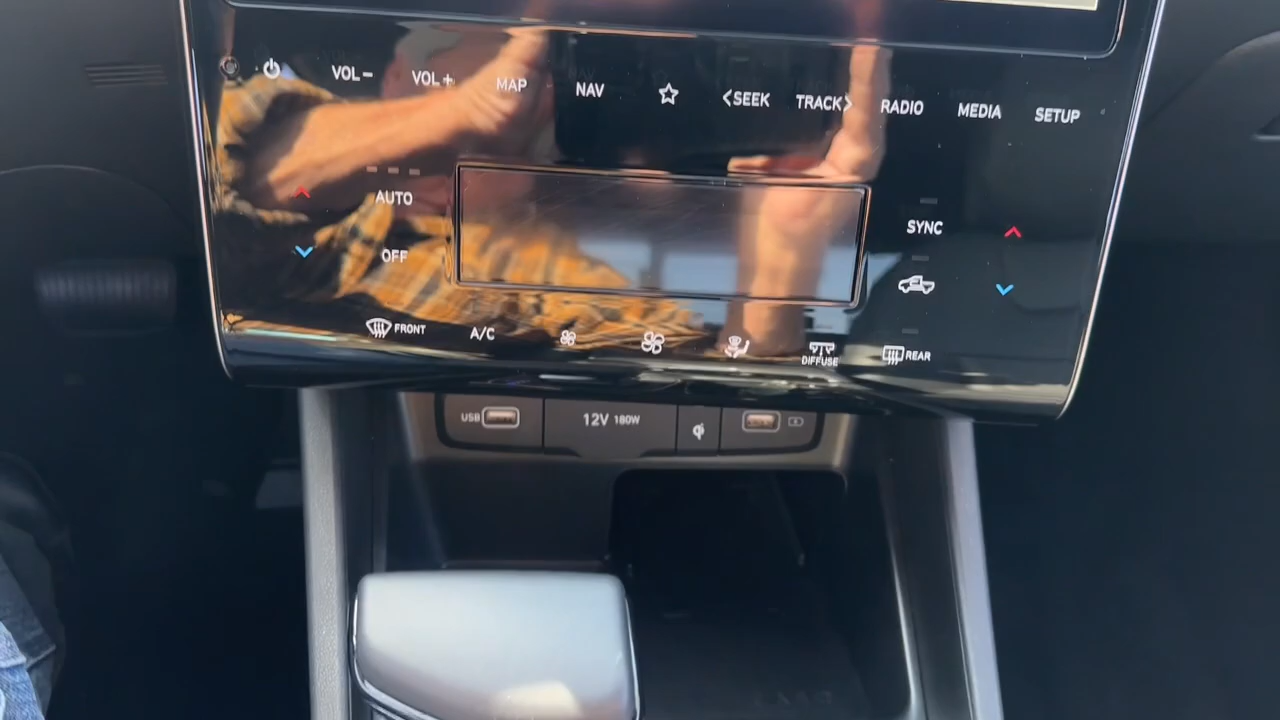 VOL− VOL+ MAP NAV <SEEK TRACK> RADIO MEDIA SETUP
AUTO
SYNC
OFF
FRONT A/C DIFFUSE REAR
USB 12V 180W